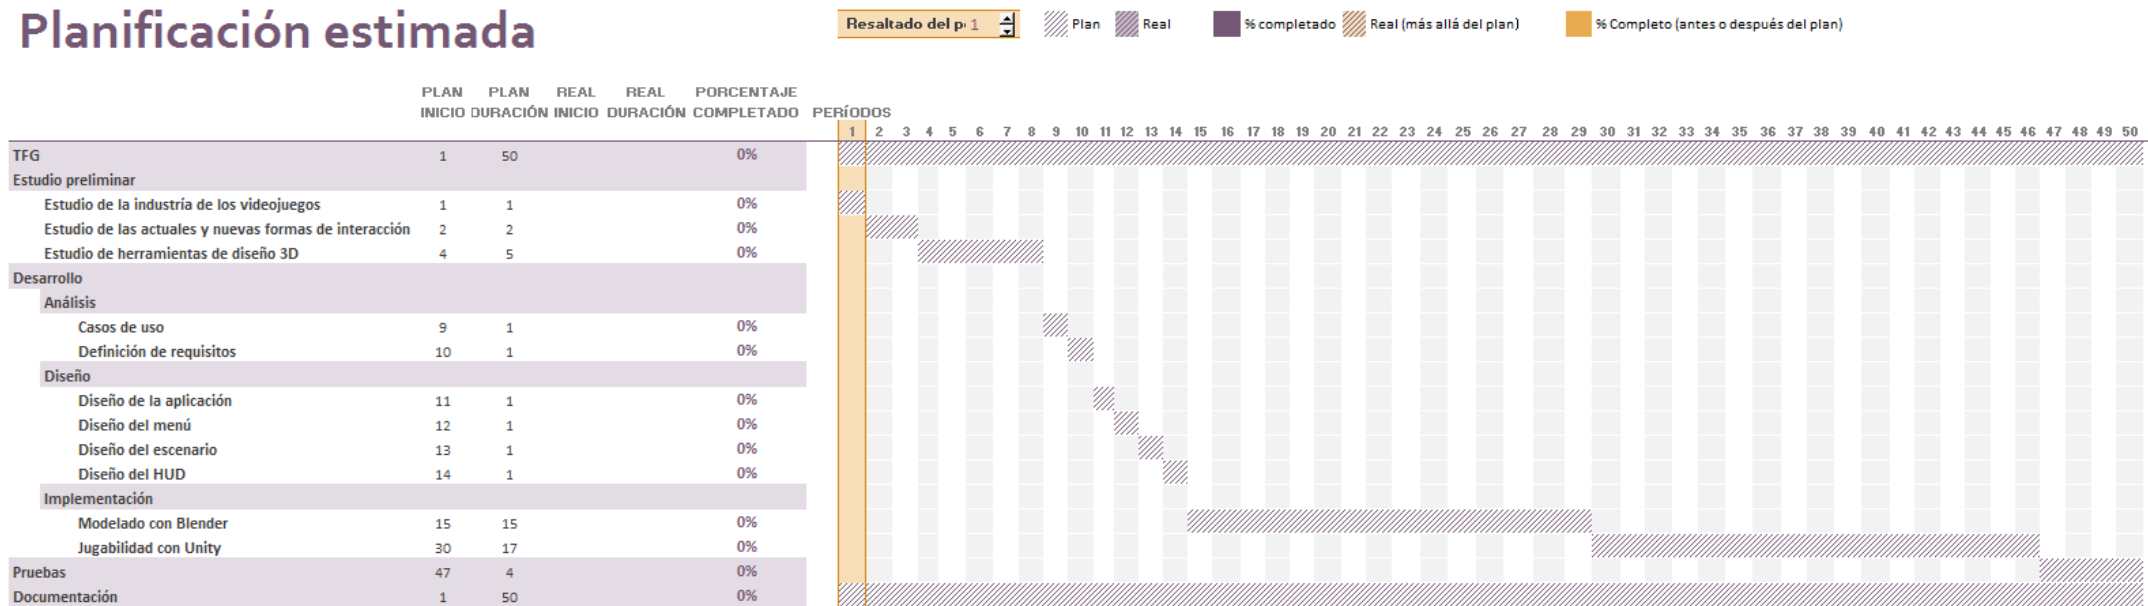 Planificación estimada
Resaltado del p 1 Plan Real % completado Real (más allá del plan) % Completo (antes o después del plan)
PLAN PLAN REAL REAL PORCENTAJE
INICIO DURACIÓN INICIO DURACIÓN COMPLETADO PERÍODOS
1 2 3 4 5 6 7 8 9 10 11 12 13 14 15 16 17 18 19 20 21 22 23 24 25 26 27 28 29 30 31 32 33 34 35 36 37 38 39 40 41 42 43 44 45 46 47 48 49 50
TFG 1 50 0%
Estudio preliminar
Estudio de la industría de los videojuegos 1 1 0%
Estudio de las actuales y nuevas formas de interacción 2 2 0%
Estudio de herramientas de diseño 3D 4 5 0%
Desarrollo
Análisis
Casos de uso 9 1 0%
Definición de requisitos 10 1 0%
Diseño
Diseño de la aplicación 11 1 0%
Diseño del menú 12 1 0%
Diseño del escenario 13 1 0%
Diseño del HUD 14 1 0%
Implementación
Modelado con Blender 15 15 0%
Jugabilidad con Unity 30 17 0%
Pruebas 47 4 0%
Documentación 1 50 0%